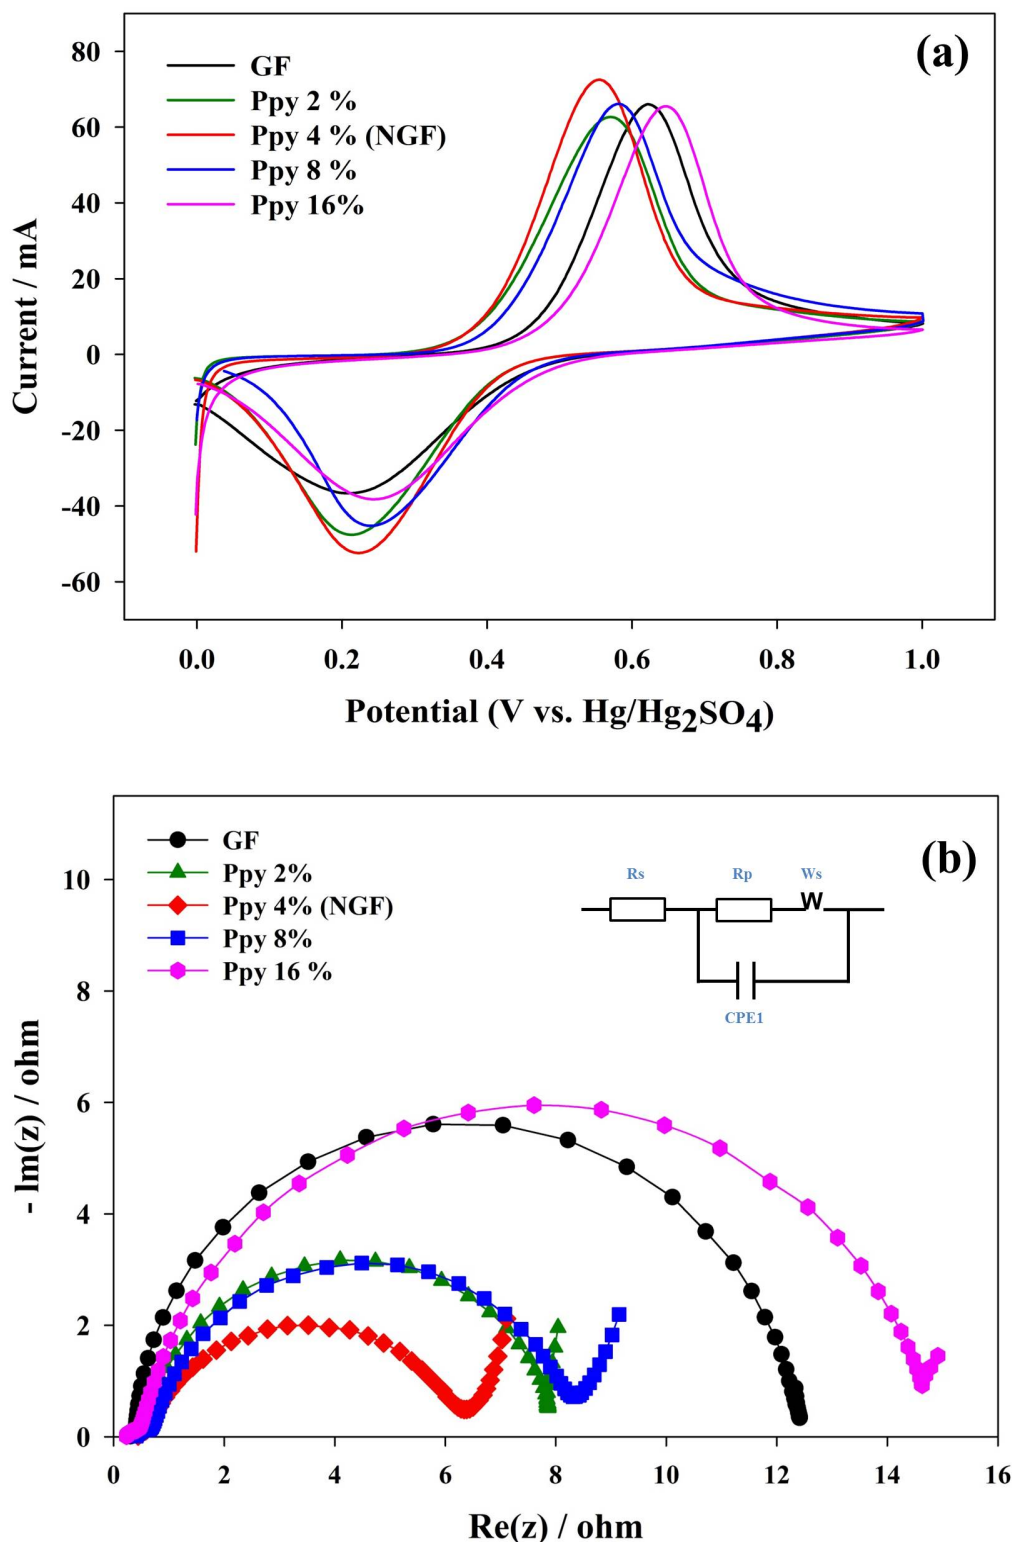 (a)
GF
Ppy 2 %
Ppy 4 % (NGF)
Ppy 8 %
Ppy 16%
80
60
40
20
0
-20
-40
-60
Current / mA
0.0 0.2 0.4 0.6 0.8 1.0
Potential (V vs. Hg/Hg₂SO₄)
(b)
GF
Ppy 2%
Ppy 4% (NGF)
Ppy 8%
Ppy 16 %
Rs Rp Ws
W
CPE1
10
8
6
4
2
0
- Im(z) / ohm
0 2 4 6 8 10 12 14 16
Re(z) / ohm